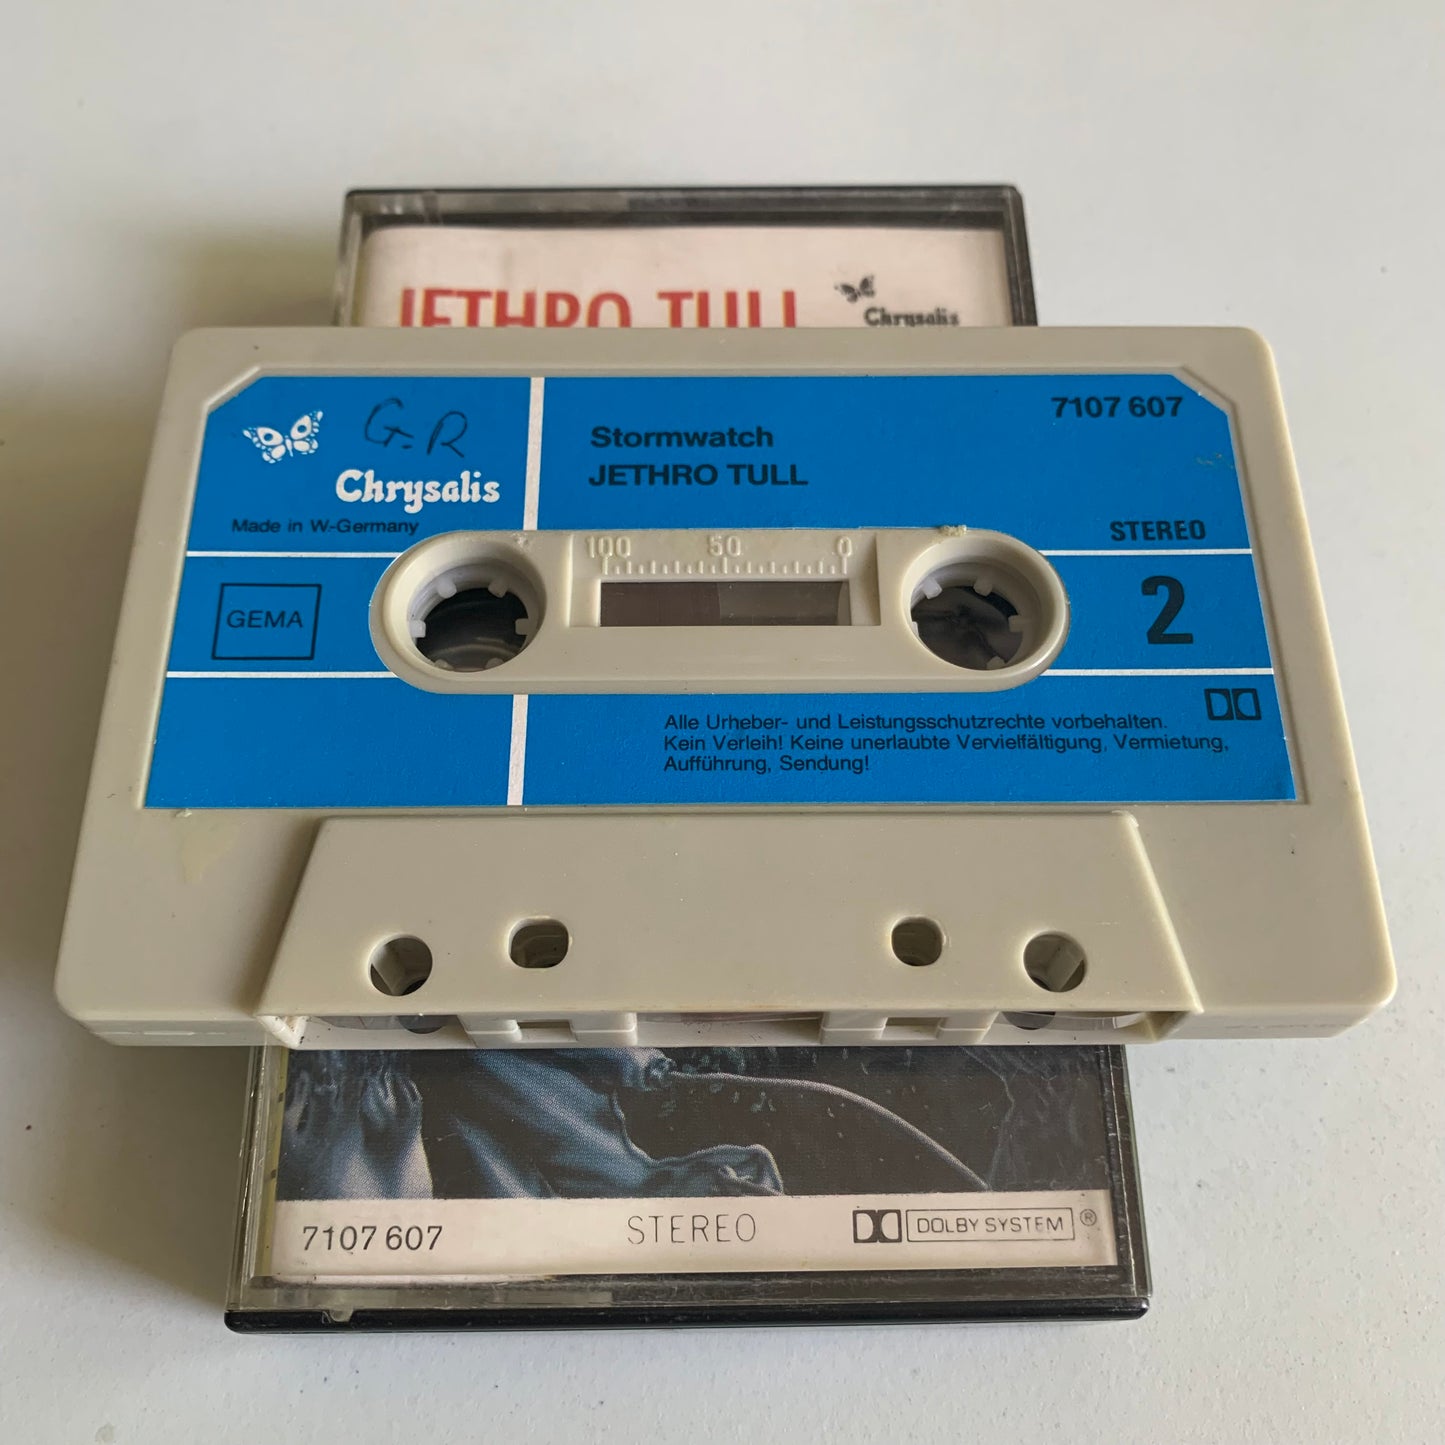 JETHRO TULL
Chrysalis
G.R
Chrysalis
Made in W.-Germany
GEMA
Stormwatch
JETHRO TULL
7107 607
STEREO
100 50 0
2
Alle Urheber- und Leistungsschutzrechte vorbehalten.
Kein Verleih! Keine unerlaubte Vervielfältigung, Vermietung,
Aufführung, Sendung!
7107 607
STEREO
DOLBY SYSTEM ®